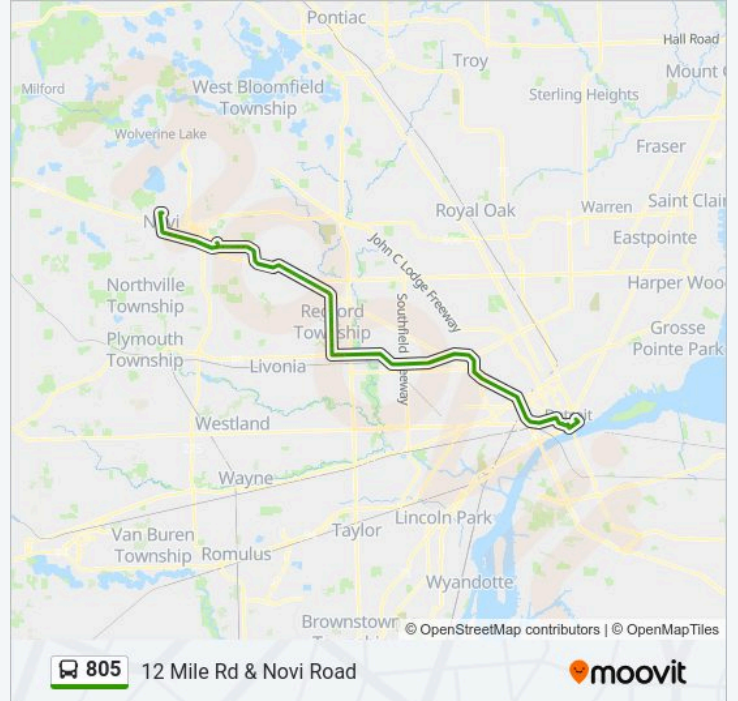 Pontiac
Hall Road
Troy
Mount C
Milford
West Bloomfield
Township
Sterling Heights
Wolverine Lake
Fraser
Royal Oak
Warren
Saint Clai
Novi
Eastpointe
John C Lodge Freeway
Northville
Township
Harper Woo
Redford
Township
Southfield Freeway
Grosse
Pointe Park
Plymouth
Township
Livonia
Detroit
Westland
Wayne
Lincoln Park
Taylor
Van Buren
Township
Romulus
Wyandotte
Brownstown
© OpenStreetMap contributors | © OpenMapTiles
805
12 Mile Rd & Novi Road
moovit